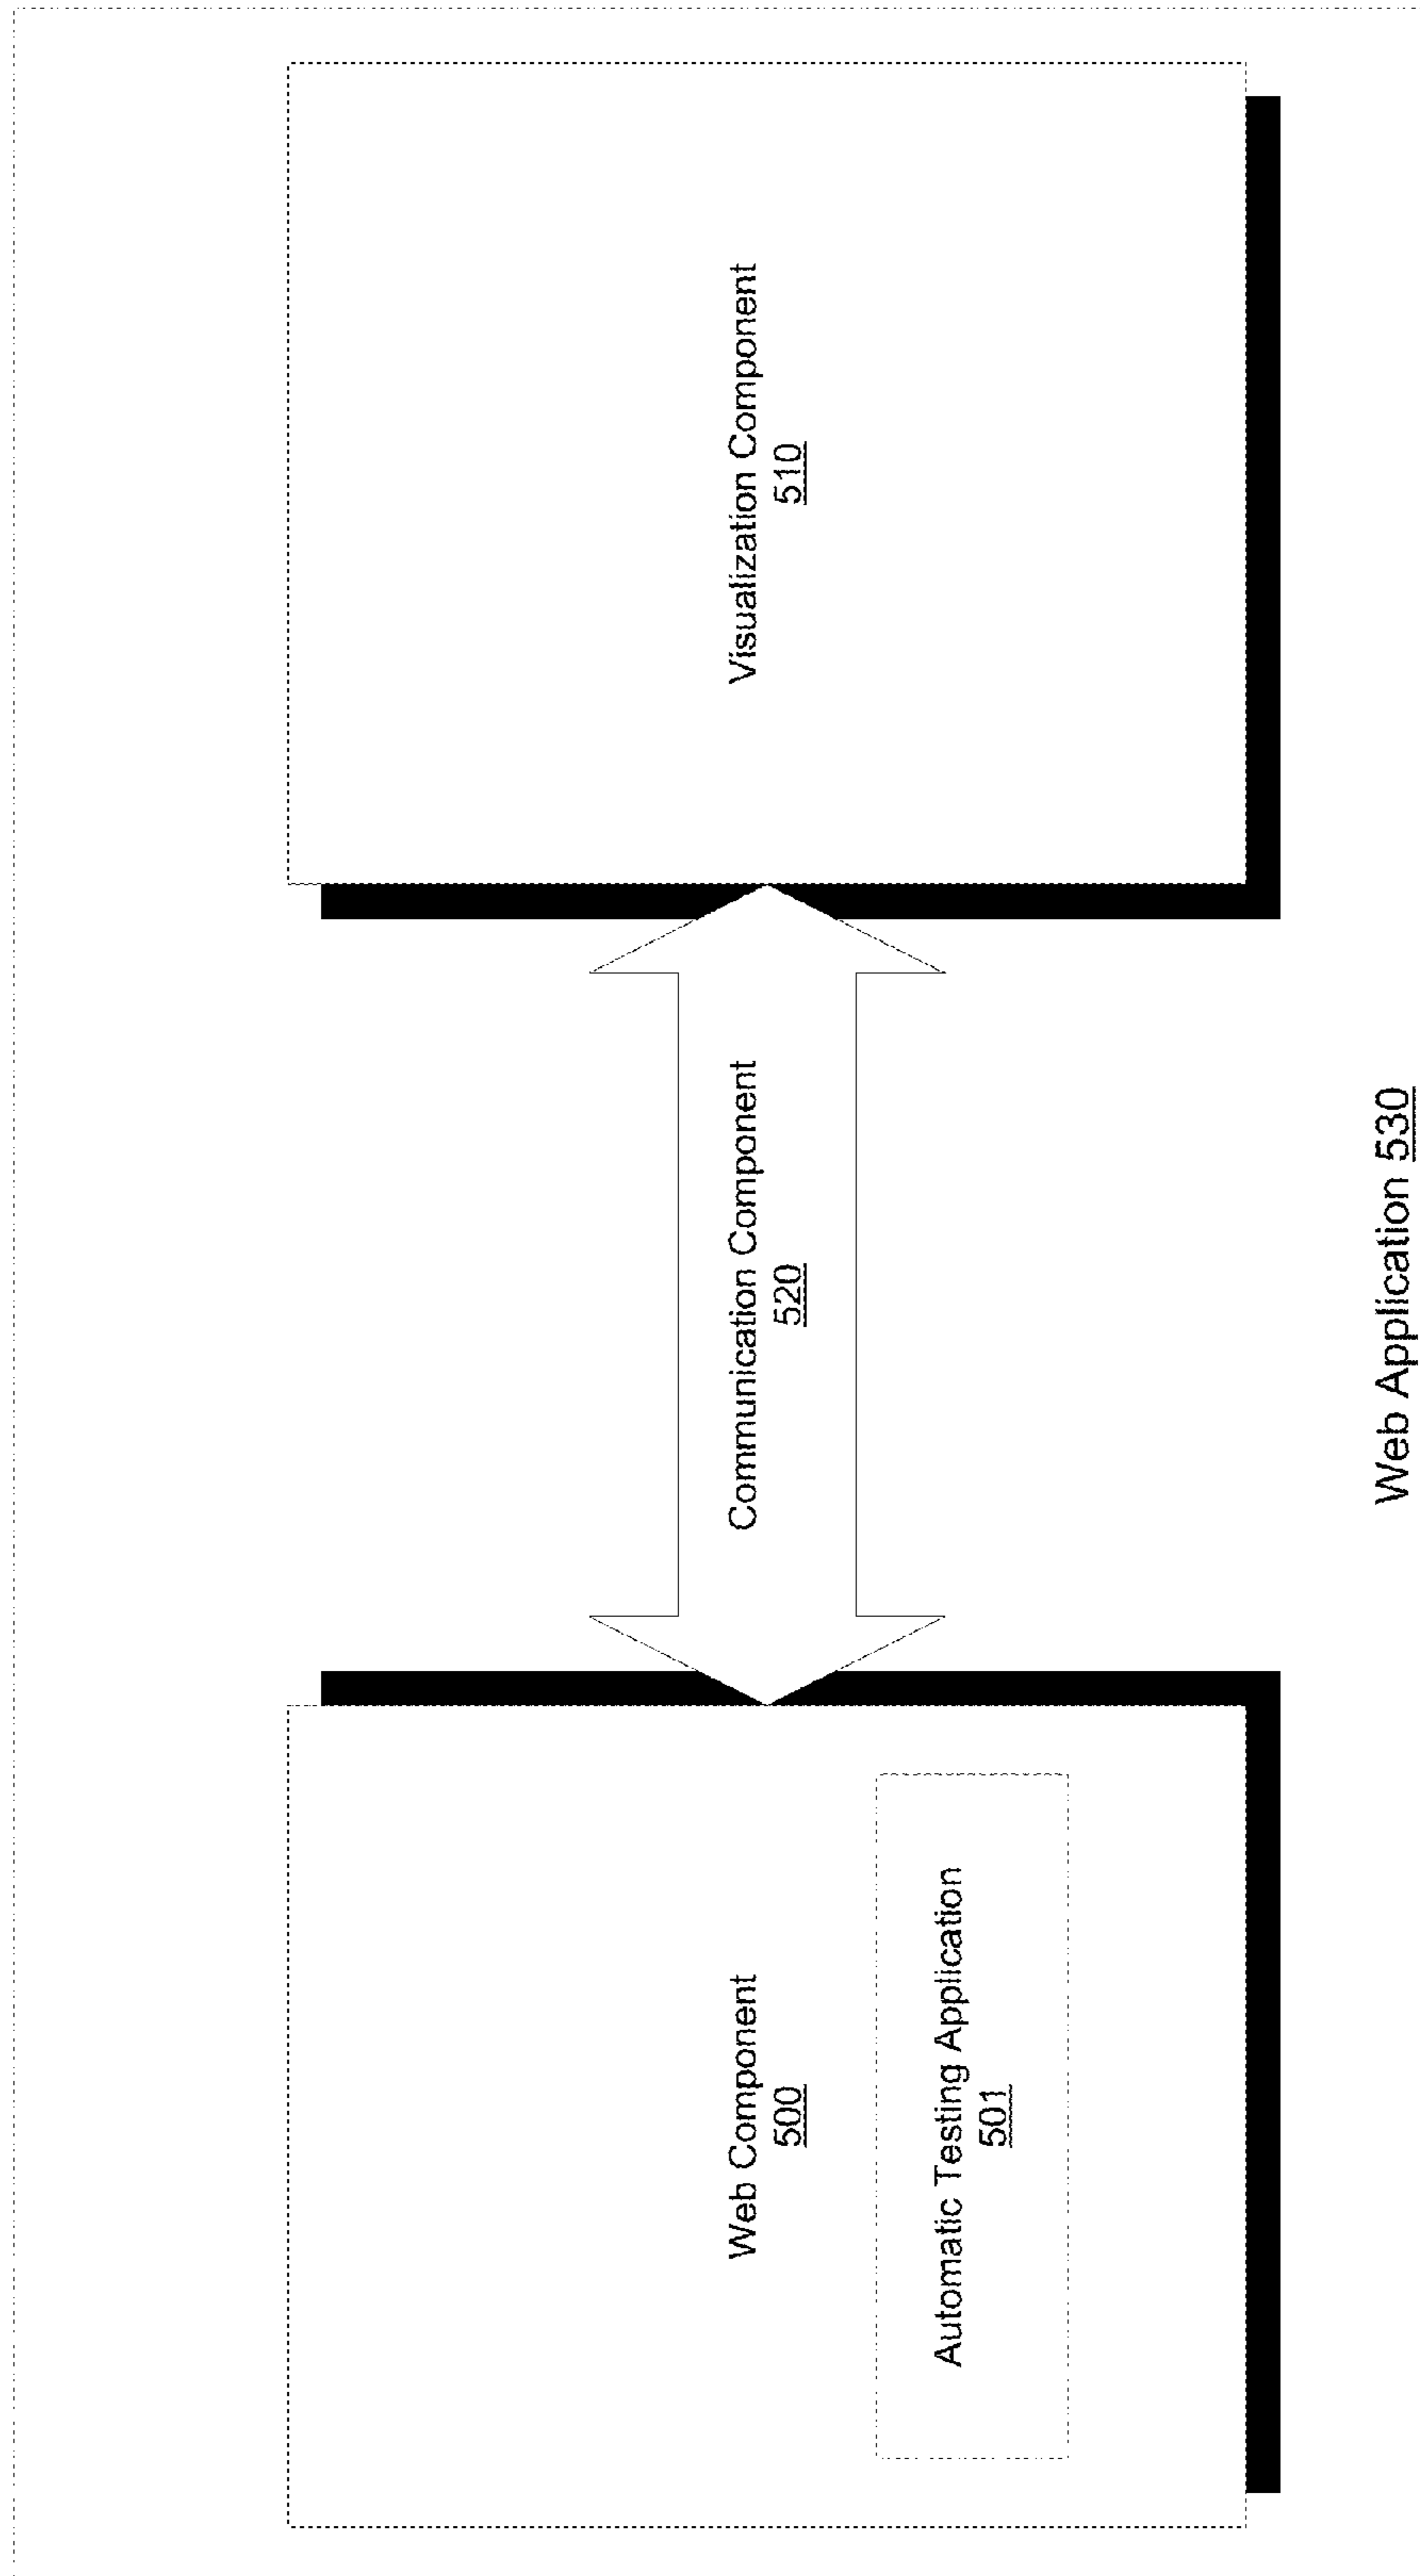 Web Component
500
Automatic Testing Application
501
Communication Component
520
Visualization Component
510
Web Application 530